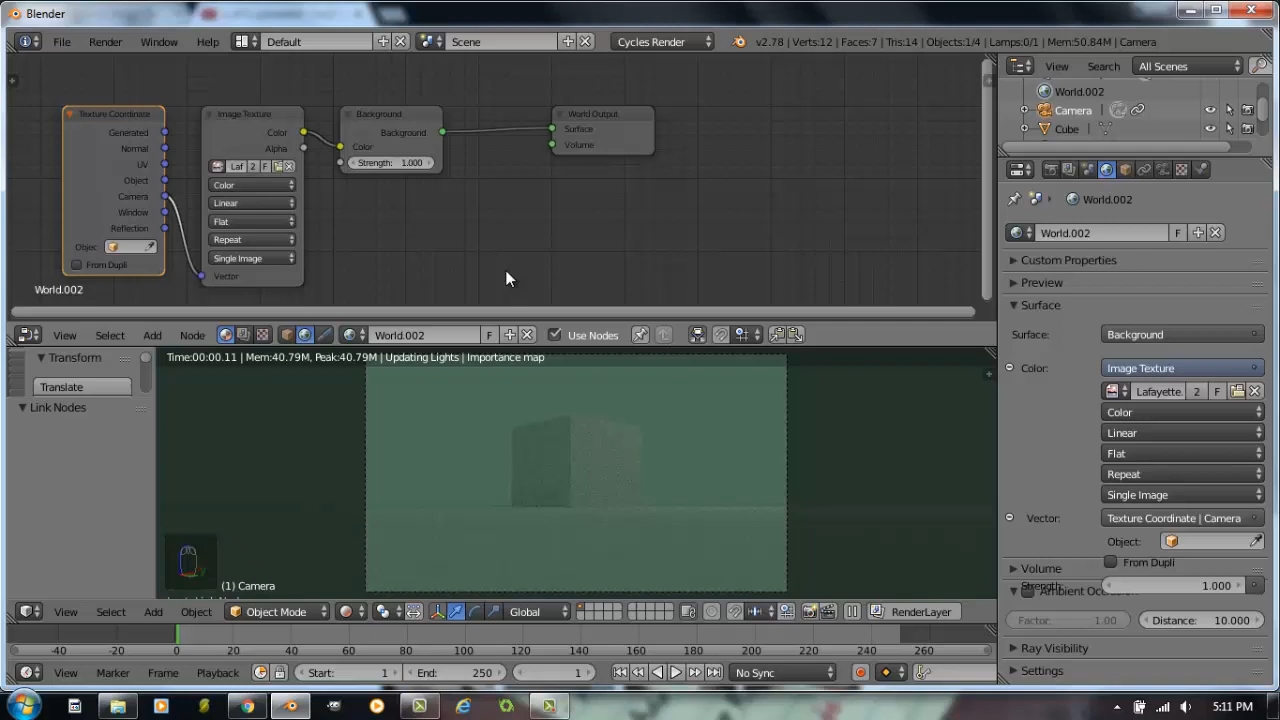 Blender
File Render Window Help Default Scene Cycles Render v2.78 | Verts:12 | Faces:7 | Tris:14 | Objects:1/4 | Lamps:0/1 | Mem:50.84M | Camera
View Search All Scenes
World.002
Camera
Cube
Texture Coordinate
Generated
Normal
UV
Object
Camera
Window
Reflection
Objec
From Dupli
Image Texture
Color
Alpha
Laf 2 F
Color
Linear
Flat
Repeat
Single Image
Vector
Background
Background
Color
Strength: 1.000
World Output
Surface
Volume
World.002
View Select Add Node World.002 F Use Nodes
World.002
World.002 F
Custom Properties
Preview
Surface
Surface: Background
Color: Image Texture
Lafayette 2 F
Color
Linear
Flat
Repeat
Single Image
Vector: Texture Coordinate | Camera
Object:
From Dupli
Volume
Strength: 1.000
Ambient Occlusion
Factor: 1.00 Distance: 10.000
Ray Visibility
Settings
Transform
Translate
Link Nodes
Time:00:00.11 | Mem:40.79M, Peak:40.79M | Updating Lights | Importance map
(1) Camera
View Select Add Object Object Mode Global RenderLayer
-40 -20 0 20 40 60 80 100 120 140 160 180 200 220 240 260
View Marker Frame Playback Start: 1 End: 250 1 No Sync
5:11 PM